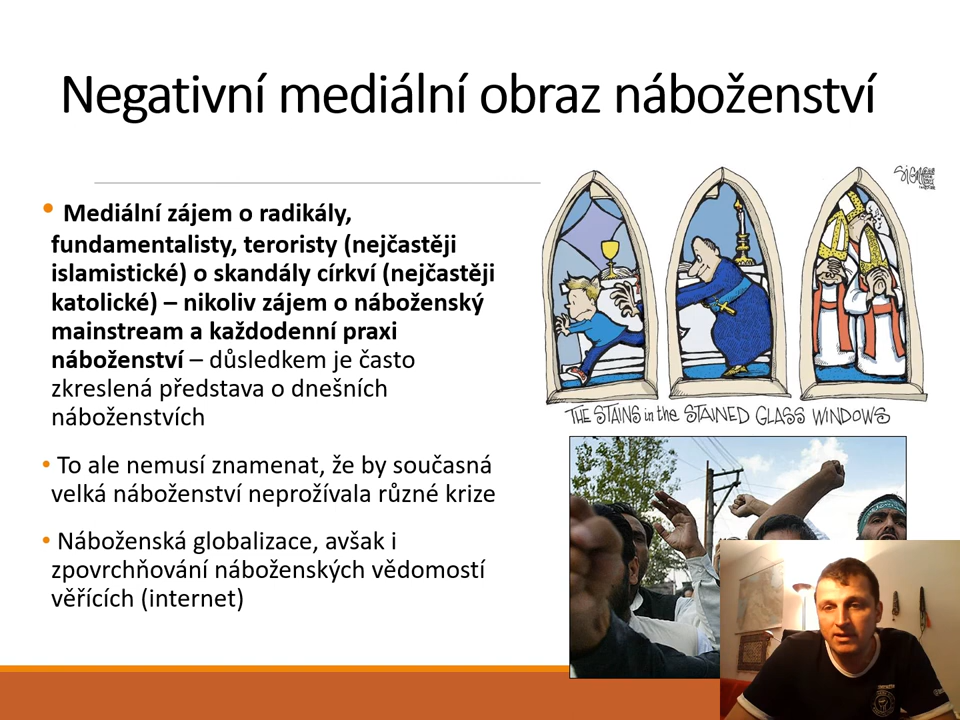 Negativní mediální obraz náboženství
• Mediální zájem o radikály,
fundamentalisty, teroristy (nejčastěji
islamistické) o skandály církví (nejčastěji
katolické) – nikoliv zájem o náboženský
mainstream a každodenní praxi
náboženství – důsledkem je často
zkreslená představa o dnešních
náboženstvích
• To ale nemusí znamenat, že by současná
velká náboženství neprožívala různé krize
• Náboženská globalizace, avšak i
zpovrchňování náboženských vědomostí
věřících (internet)
THE STAINS in the STAINED GLASS WINDOWS